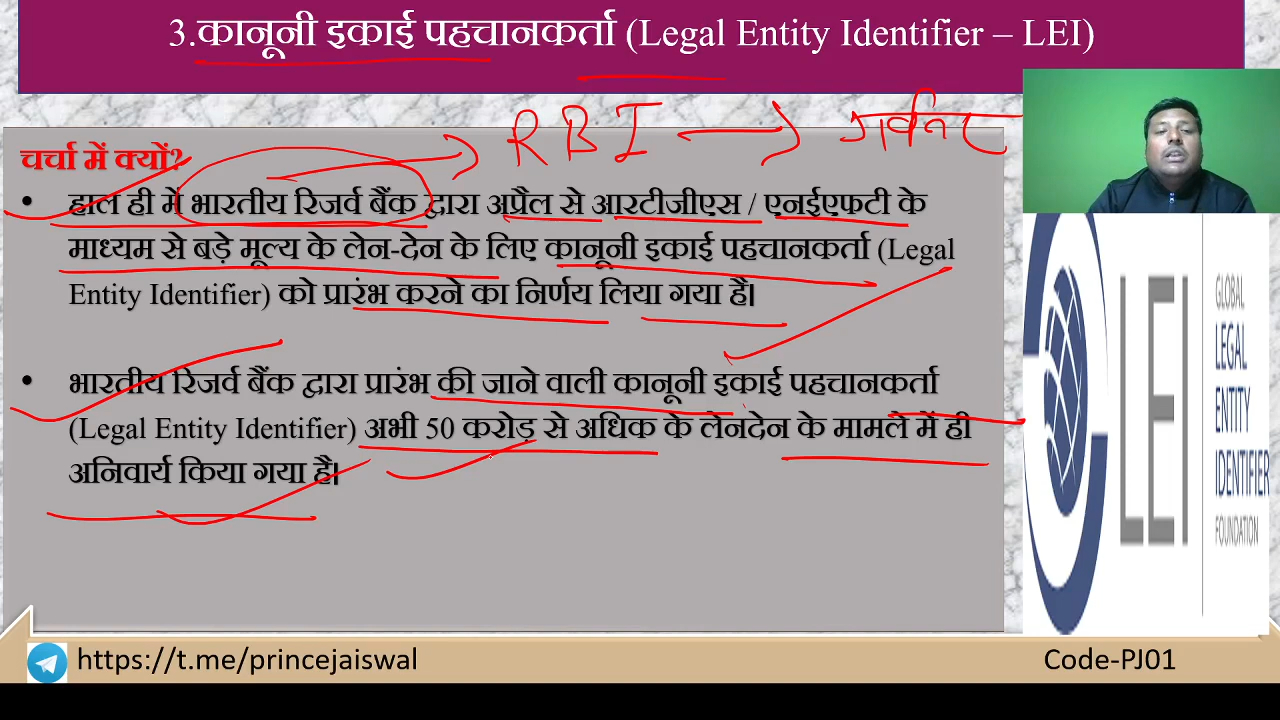 3.कानूनी इकाई पहचानकर्ता (Legal Entity Identifier – LEI)
RBI → गवर्नर
चर्चा में क्यों?
• हाल ही में भारतीय रिजर्व बैंक द्वारा अप्रैल से आरटीजीएस / एनईएफटी के
माध्यम से बड़े मूल्य के लेन-देन के लिए कानूनी इकाई पहचानकर्ता (Legal
Entity Identifier) को प्रारंभ करने का निर्णय लिया गया है।
• भारतीय रिजर्व बैंक द्वारा प्रारंभ की जाने वाली कानूनी इकाई पहचानकर्ता
(Legal Entity Identifier) अभी 50 करोड़ से अधिक के लेनदेन के मामले में ही
अनिवार्य किया गया है।
LEI
GLOBAL
LEGAL
ENTITY
IDENTIFIER
FOUNDATION
https://t.me/princejaiswal
Code-PJ01